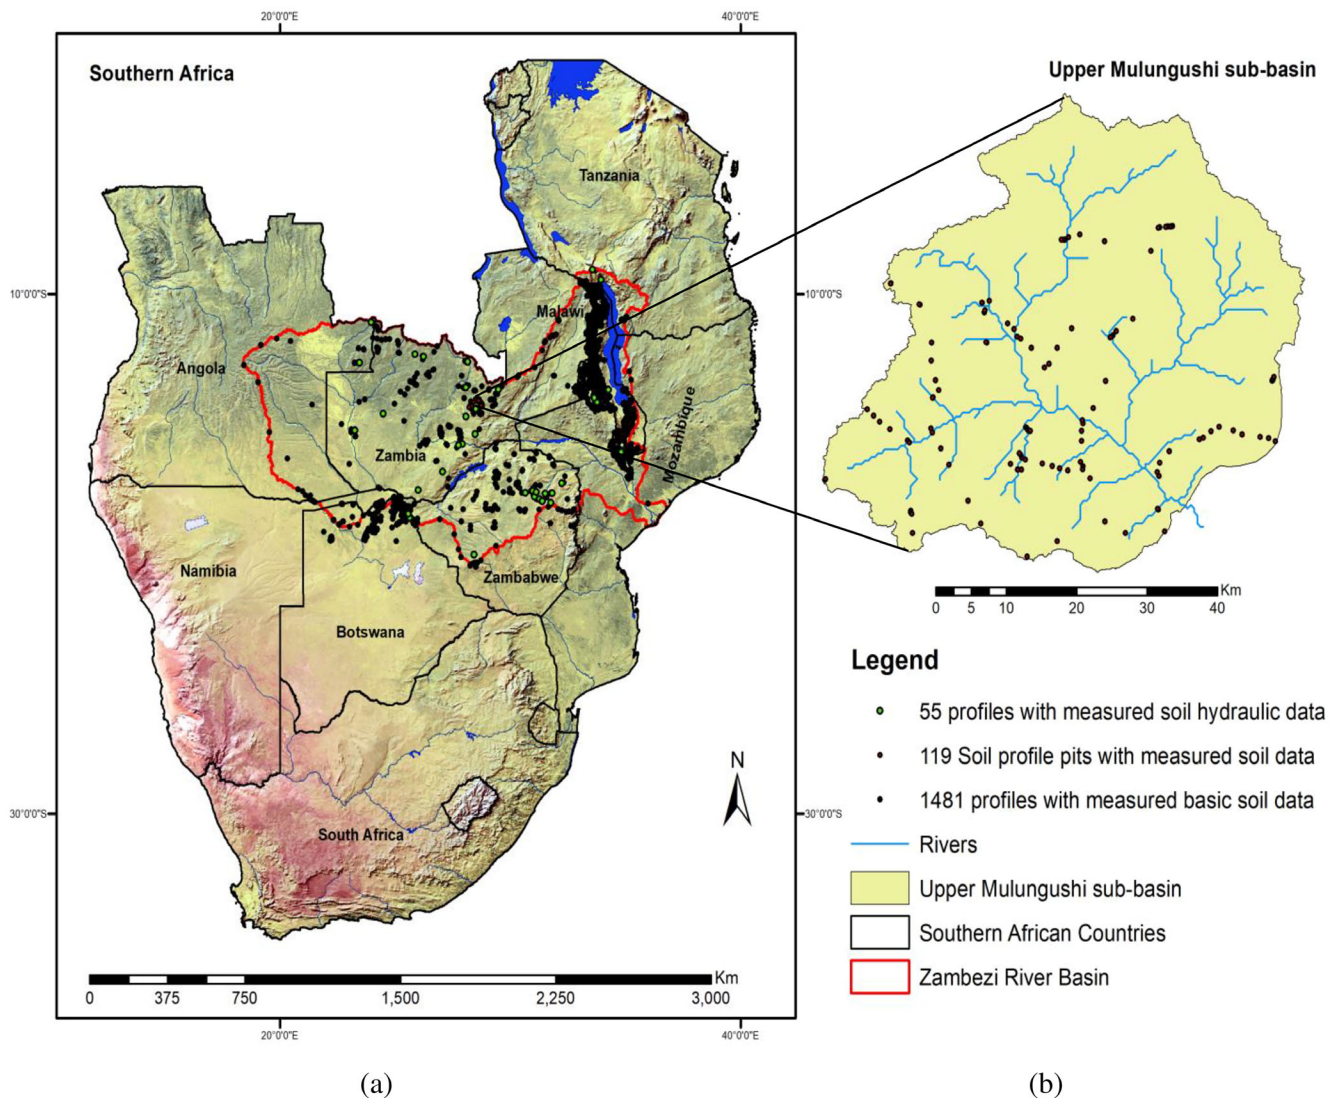 20°0'0"E
40°0'0"E
Southern Africa
Upper Mulungushi sub-basin
Tanzania
10°0'0"S
10°0'0"S
Malawi
Angola
Mozambique
Zambia
Namibia
Zambabwe
Botswana
Km
0 5 10 20 30 40
Legend
55 profiles with measured soil hydraulic data
119 Soil profile pits with measured soil data
1481 profiles with measured basic soil data
N
30°0'0"S
30°0'0"S
South Africa
Rivers
Upper Mulungushi sub-basin
Southern African Countries
Zambezi River Basin
Km
0 375 750 1,500 2,250 3,000
20°0'0"E
40°0'0"E
(a)
(b)